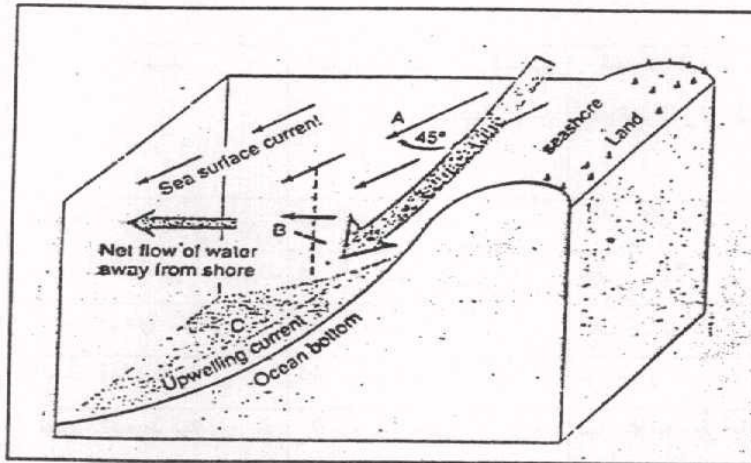 A
45°
Sea surface current
seashore
Land
B
Net flow of water
away from shore
C
Upwelling current
Ocean bottom